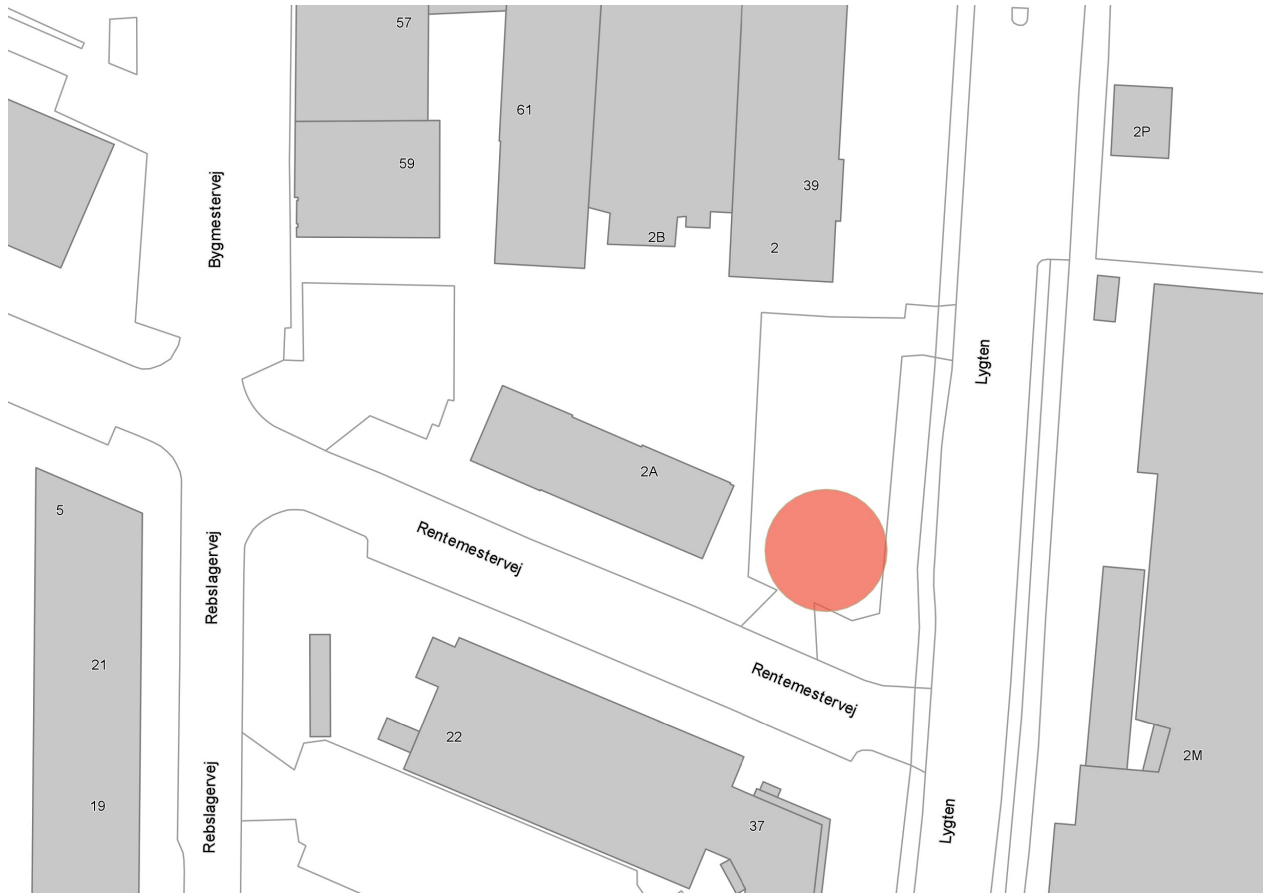 57
61
2P
59
39
Bygmestervej
2B
2
Lygten
2A
5
Rentemestervej
Rebslagervej
21
Rentemestervej
22
2M
19
Rebslagervej
Lygten
37